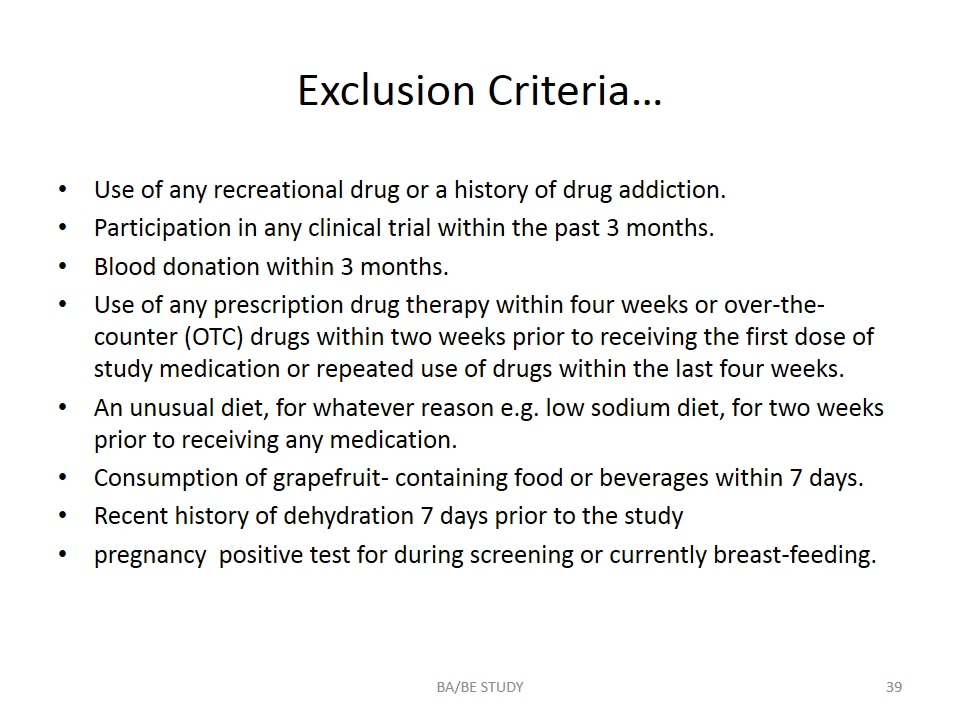 Exclusion Criteria…
• Use of any recreational drug or a history of drug addiction.
• Participation in any clinical trial within the past 3 months.
• Blood donation within 3 months.
• Use of any prescription drug therapy within four weeks or over-the-
counter (OTC) drugs within two weeks prior to receiving the first dose of
study medication or repeated use of drugs within the last four weeks.
• An unusual diet, for whatever reason e.g. low sodium diet, for two weeks
prior to receiving any medication.
• Consumption of grapefruit- containing food or beverages within 7 days.
• Recent history of dehydration 7 days prior to the study
• pregnancy  positive test for during screening or currently breast-feeding.
BA/BE STUDY
39